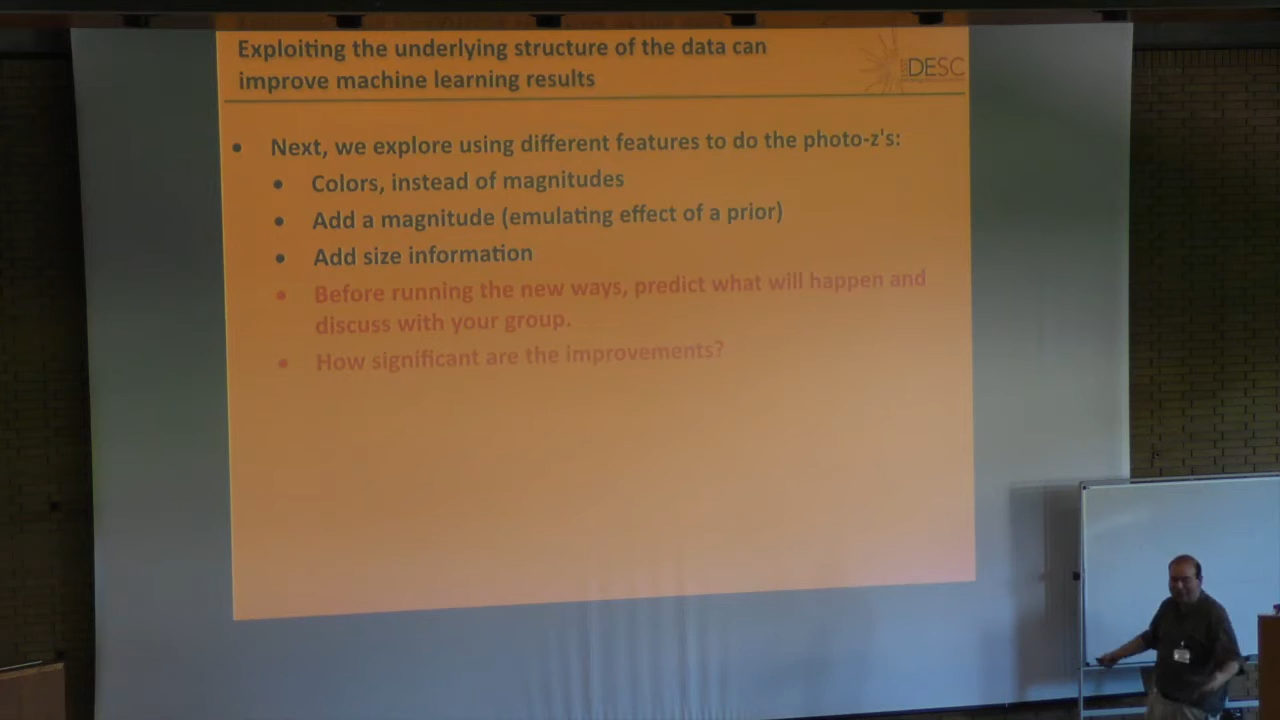 Exploiting the underlying structure of the data can
improve machine learning results
DESC
Next, we explore using different features to do the photo-z's:
Colors, instead of magnitudes
Add a magnitude (emulating effect of a prior)
Add size information
Before running the new ways, predict what will happen and
discuss with your group.
How significant are the improvements?